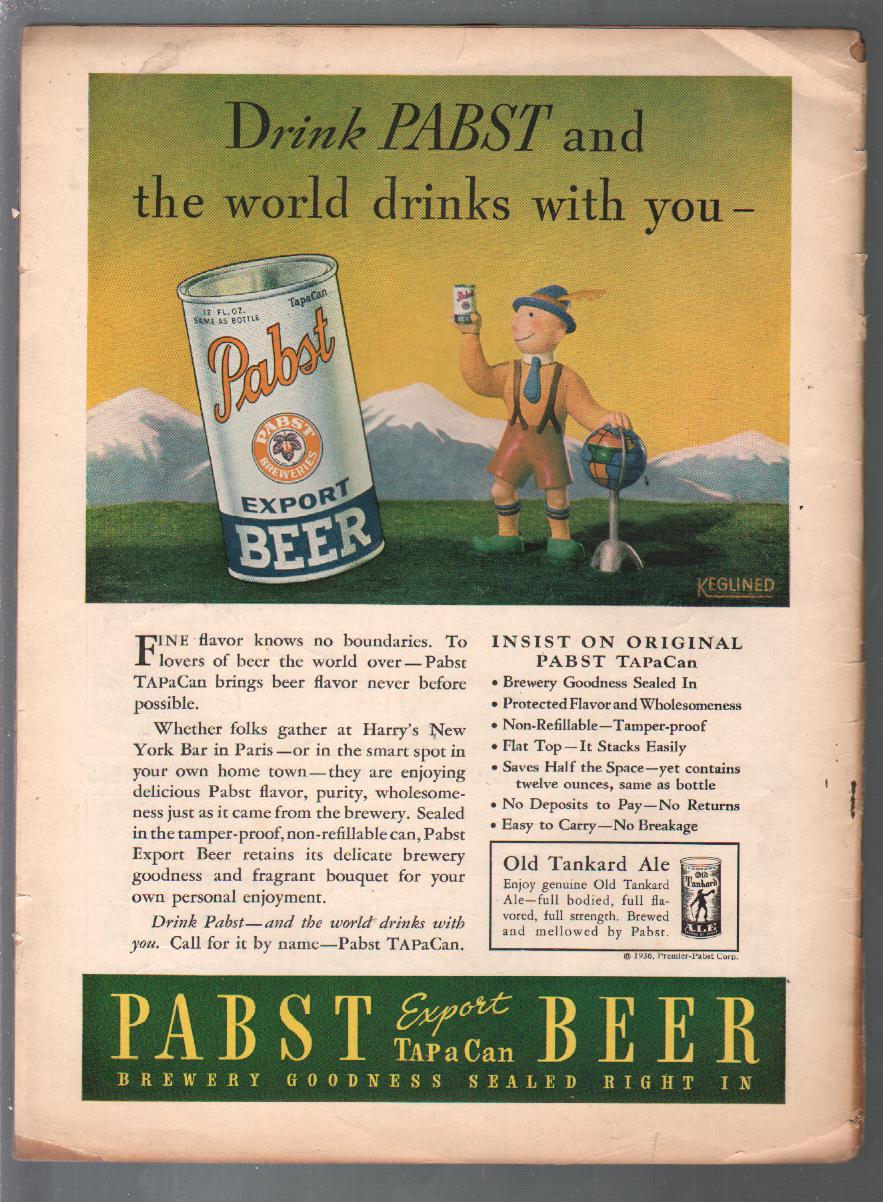 Drink PABST and
the world drinks with you –
12 FL. OZ.
SAME AS BOTTLE
TapaCan
Pabst
PABST
BREWERIES
EXPORT
BEER
Pabst
KEGLINED
FINE flavor knows no boundaries. To
lovers of beer the world over—Pabst
TAPaCan brings beer flavor never before
possible.
Whether folks gather at Harry's New
York Bar in Paris—or in the smart spot in
your own home town—they are enjoying
delicious Pabst flavor, purity, wholesome-
ness just as it came from the brewery. Sealed
in the tamper-proof, non-refillable can, Pabst
Export Beer retains its delicate brewery
goodness and fragrant bouquet for your
own personal enjoyment.
Drink Pabst—and the world drinks with
you. Call for it by name—Pabst TAPaCan.
INSIST ON ORIGINAL
PABST TAPaCan
• Brewery Goodness Sealed In
• Protected Flavor and Wholesomeness
• Non-Refillable—Tamper-proof
• Flat Top—It Stacks Easily
• Saves Half the Space—yet contains
twelve ounces, same as bottle
• No Deposits to Pay—No Returns
• Easy to Carry—No Breakage
Old Tankard Ale
Enjoy genuine Old Tankard
Ale—full bodied, full fla-
vored, full strength. Brewed
and mellowed by Pabst.
Old
Tankard
ALE
© 1936, Premier-Pabst Corp.
PABST Export TAPaCan BEER
BREWERY GOODNESS SEALED RIGHT IN